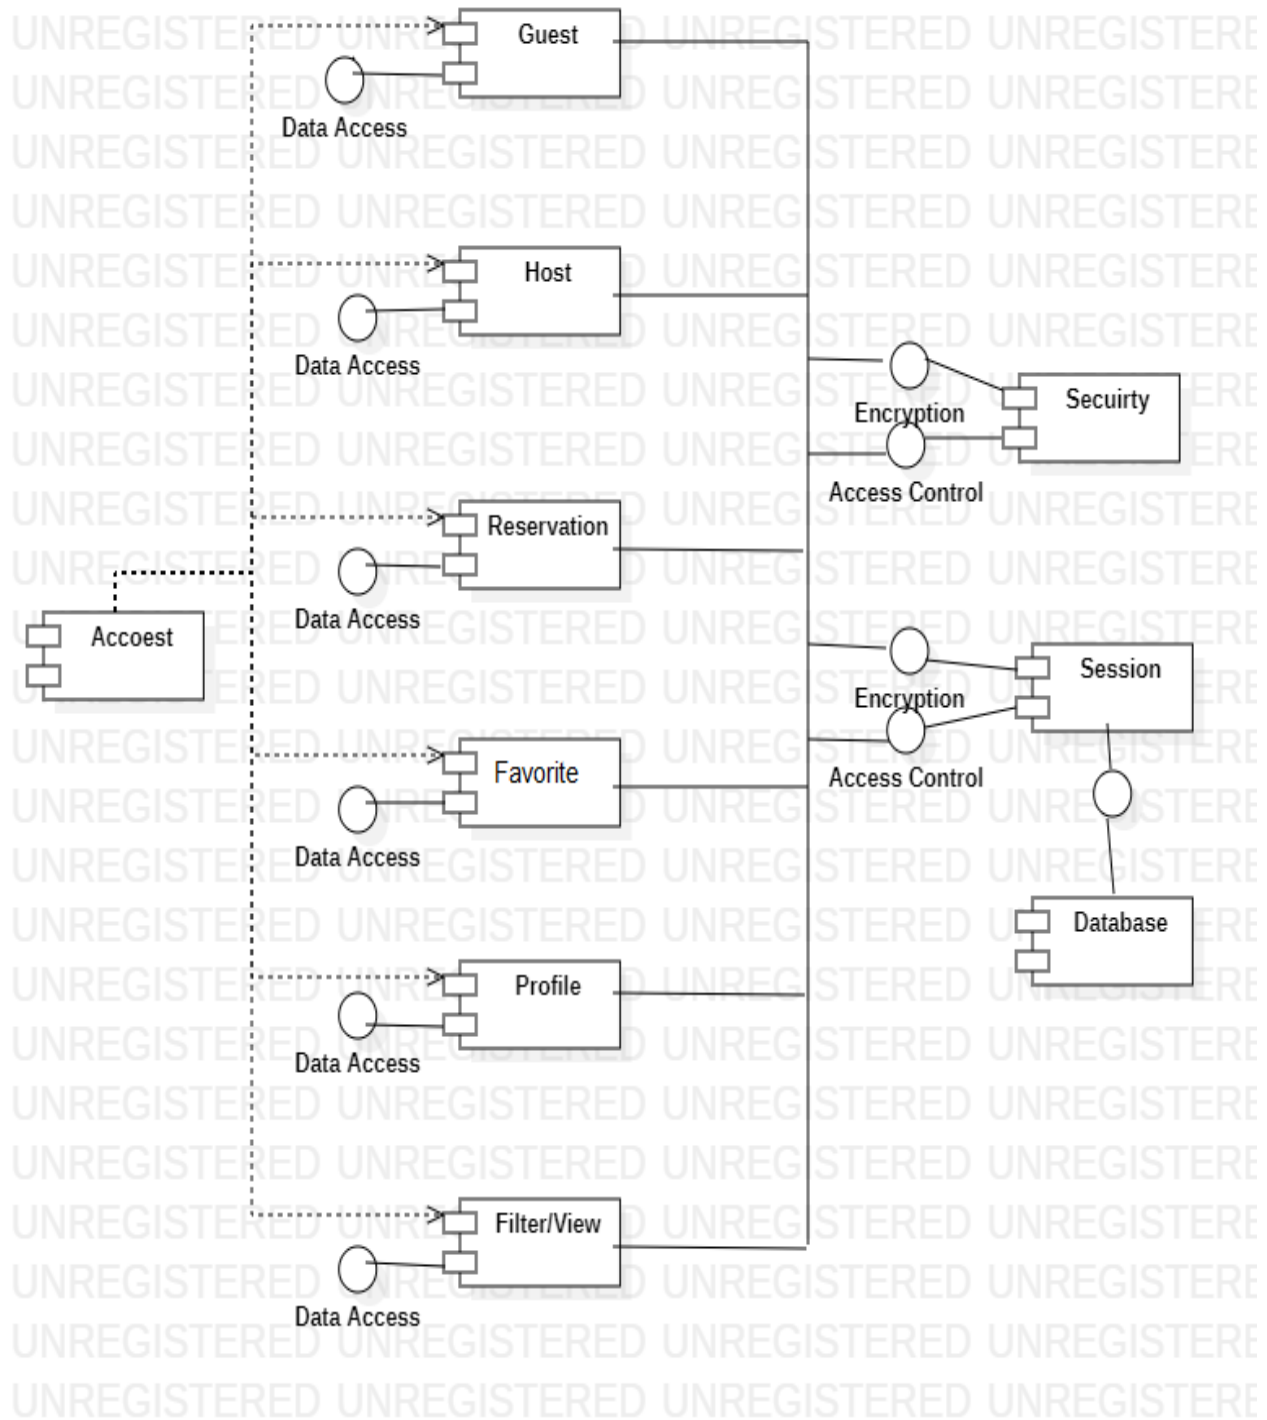 Guest
Data Access
Host
Data Access
Encryption
Secuirty
Access Control
Reservation
Data Access
Accoest
Encryption
Session
Access Control
Favorite
Data Access
Database
Profile
Data Access
Filter/View
Data Access
UNREGISTERED